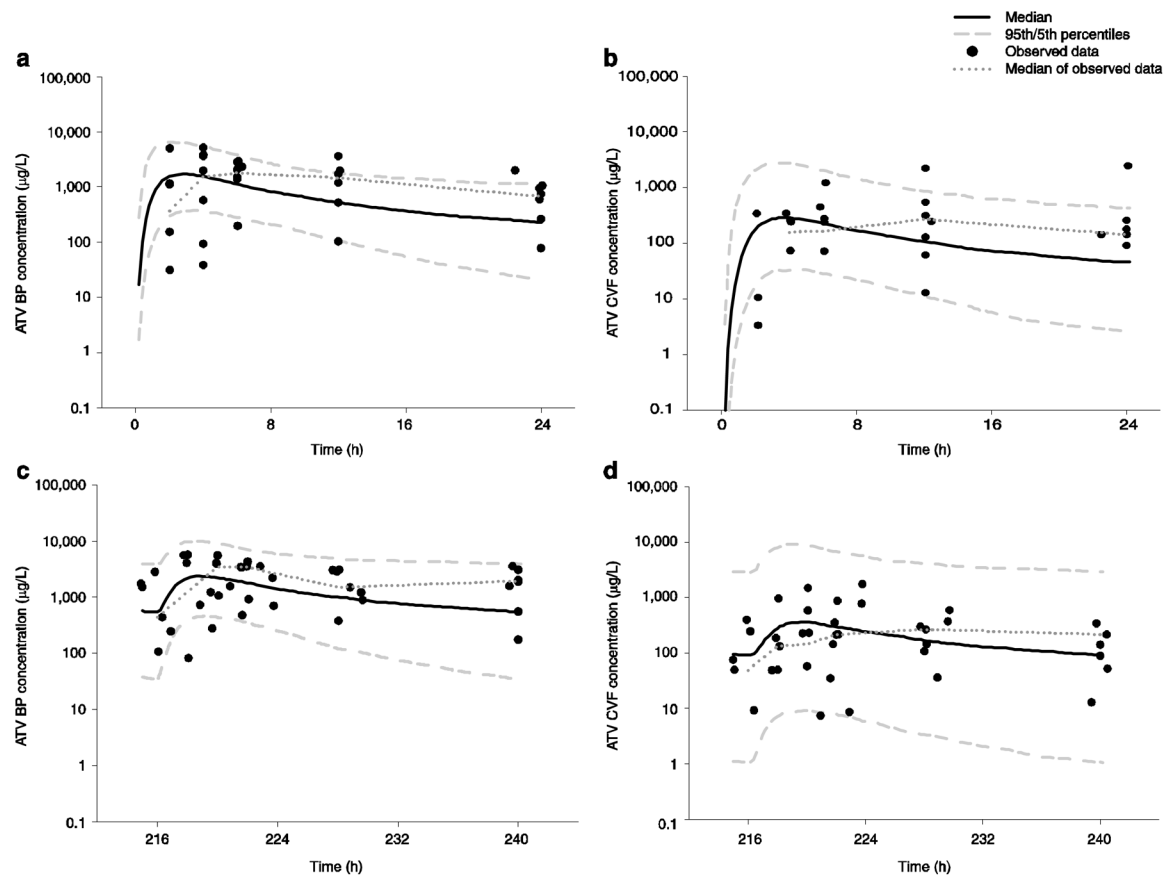 Median
95th/5th percentiles
Observed data
Median of observed data
a
ATV BP concentration (µg/L)
100,000
10,000
1,000
100
10
1
0.1
0 8 16 24
Time (h)
b
ATV CVF concentration (µg/L)
100,000
10,000
1,000
100
10
1
0.1
0 8 16 24
Time (h)
c
ATV BP concentration (µg/L)
100,000
10,000
1,000
100
10
1
0.1
216 224 232 240
Time (h)
d
ATV CVF concentration (µg/L)
100,000
10,000
1,000
100
10
1
0.1
216 224 232 240
Time (h)